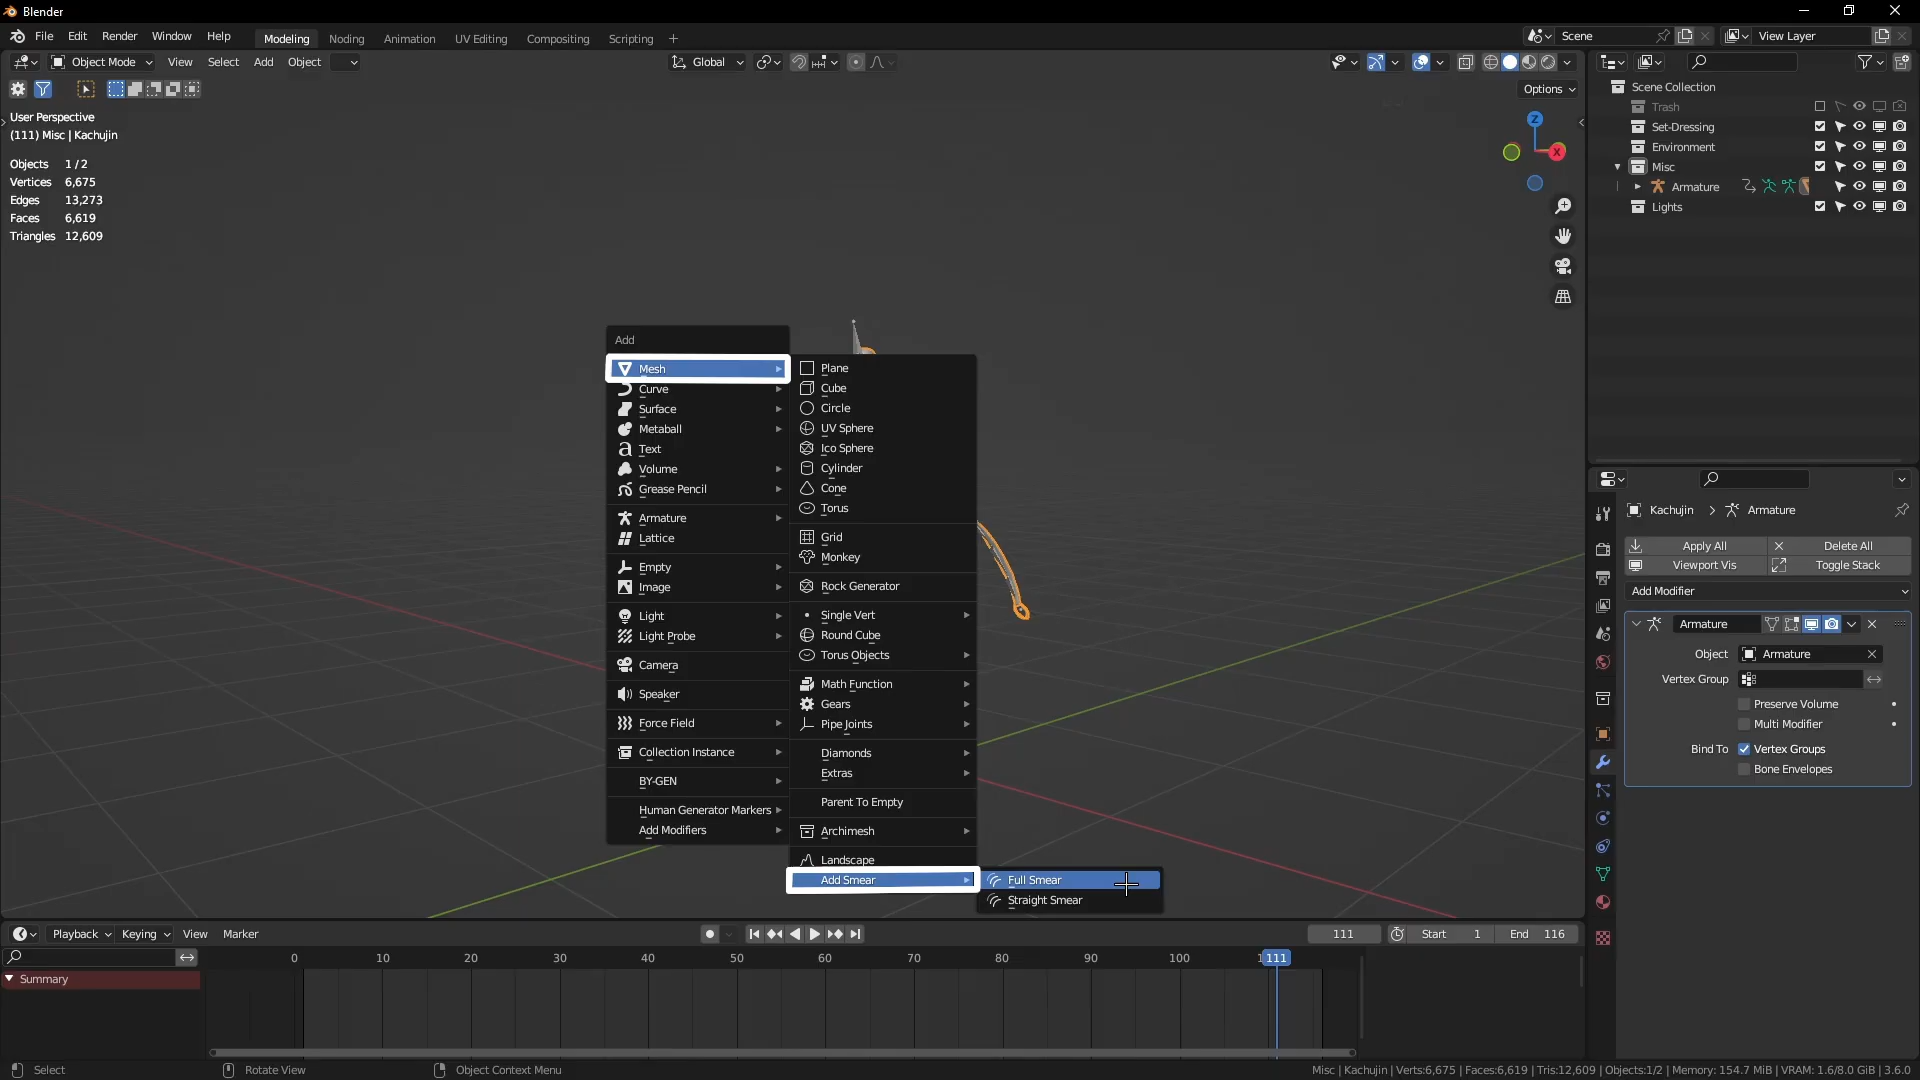 Blender
File Edit Render Window Help
Modeling Noding Animation UV Editing Compositing Scripting
Scene
View Layer
Object Mode View Select Add Object
Global
Options
User Perspective
(111) Misc | Kachujin
Objects 1/2
Vertices 6,675
Edges 13,273
Faces 6,619
Triangles 12,609
Z
X
Scene Collection
Trash
Set-Dressing
Environment
Misc
Armature
Lights
Add
Mesh
Curve
Surface
Metaball
Text
Volume
Grease Pencil
Armature
Lattice
Empty
Image
Light
Light Probe
Camera
Speaker
Force Field
Collection Instance
BY-GEN
Human Generator Markers
Add Modifiers
Plane
Cube
Circle
UV Sphere
Ico Sphere
Cylinder
Cone
Torus
Grid
Monkey
Rock Generator
Single Vert
Round Cube
Torus Objects
Math Function
Gears
Pipe Joints
Diamonds
Extras
Parent To Empty
Archimesh
Landscape
Add Smear
Full Smear
Straight Smear
Kachujin > Armature
Apply All Delete All
Viewport Vis Toggle Stack
Add Modifier
Armature
Object Armature
Vertex Group
Preserve Volume
Multi Modifier
Bind To Vertex Groups
Bone Envelopes
Playback Keying View Marker
111 Start 1 End 116
0 10 20 30 40 50 60 70 80 90 100 111
Summary
Select Rotate View Object Context Menu
Misc | Kachujin | Verts:6,675 | Faces:6,619 | Tris:12,609 | Objects:1/2 | Memory: 154.7 MiB | VRAM: 1.6/8.0 GiB | 3.6.0